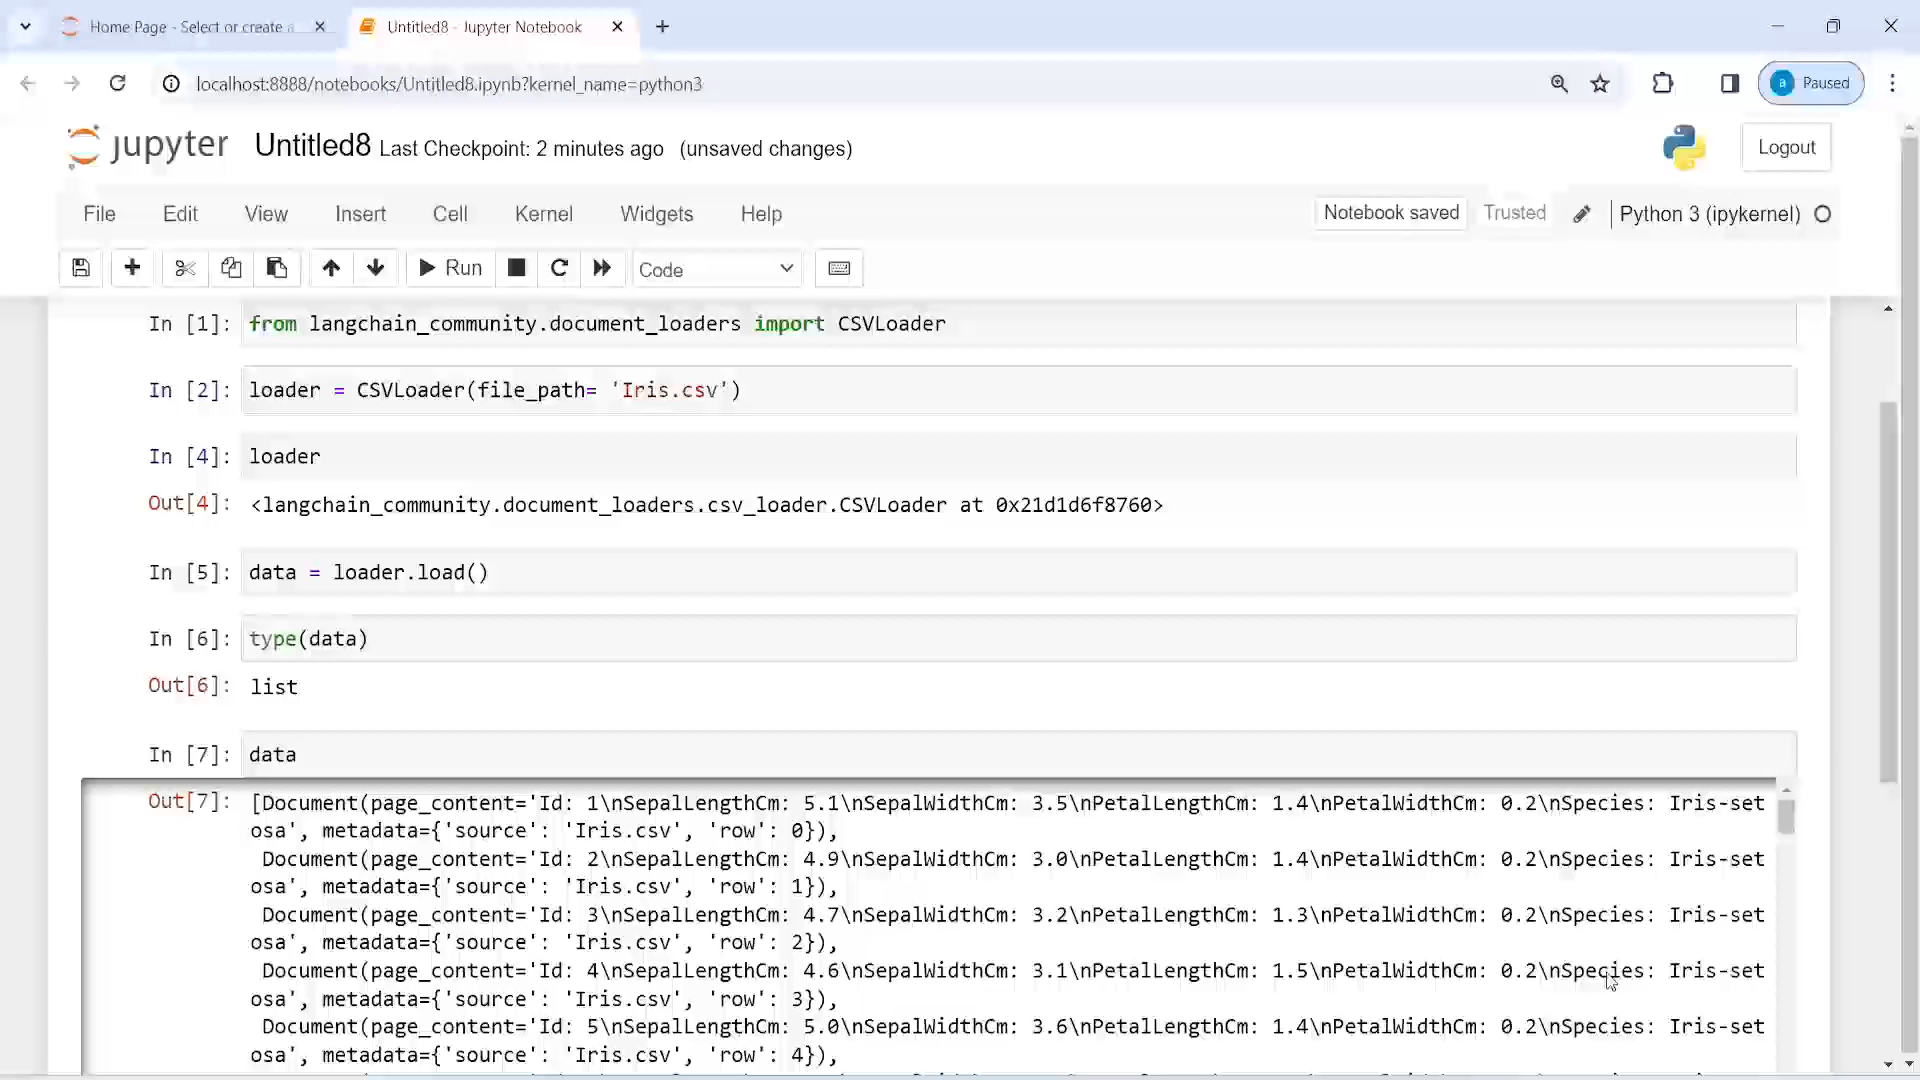 Home Page - Select or create a
Untitled8 - Jupyter Notebook
localhost:8888/notebooks/Untitled8.ipynb?kernel_name=python3
a Paused
jupyter Untitled8 Last Checkpoint: 2 minutes ago (unsaved changes)
Logout
File Edit View Insert Cell Kernel Widgets Help
Notebook saved Trusted Python 3 (ipykernel)
Run Code
In [1]: from langchain_community.document_loaders import CSVLoader
In [2]: loader = CSVLoader(file_path= 'Iris.csv')
In [4]: loader
Out[4]: <langchain_community.document_loaders.csv_loader.CSVLoader at 0x21d1d6f8760>
In [5]: data = loader.load()
In [6]: type(data)
Out[6]: list
In [7]: data
Out[7]: [Document(page_content='Id: 1\nSepalLengthCm: 5.1\nSepalWidthCm: 3.5\nPetalLengthCm: 1.4\nPetalWidthCm: 0.2\nSpecies: Iris-set
osa', metadata={'source': 'Iris.csv', 'row': 0}),
Document(page_content='Id: 2\nSepalLengthCm: 4.9\nSepalWidthCm: 3.0\nPetalLengthCm: 1.4\nPetalWidthCm: 0.2\nSpecies: Iris-set
osa', metadata={'source': 'Iris.csv', 'row': 1}),
Document(page_content='Id: 3\nSepalLengthCm: 4.7\nSepalWidthCm: 3.2\nPetalLengthCm: 1.3\nPetalWidthCm: 0.2\nSpecies: Iris-set
osa', metadata={'source': 'Iris.csv', 'row': 2}),
Document(page_content='Id: 4\nSepalLengthCm: 4.6\nSepalWidthCm: 3.1\nPetalLengthCm: 1.5\nPetalWidthCm: 0.2\nSpecies: Iris-set
osa', metadata={'source': 'Iris.csv', 'row': 3}),
Document(page_content='Id: 5\nSepalLengthCm: 5.0\nSepalWidthCm: 3.6\nPetalLengthCm: 1.4\nPetalWidthCm: 0.2\nSpecies: Iris-set
osa', metadata={'source': 'Iris.csv', 'row': 4}),